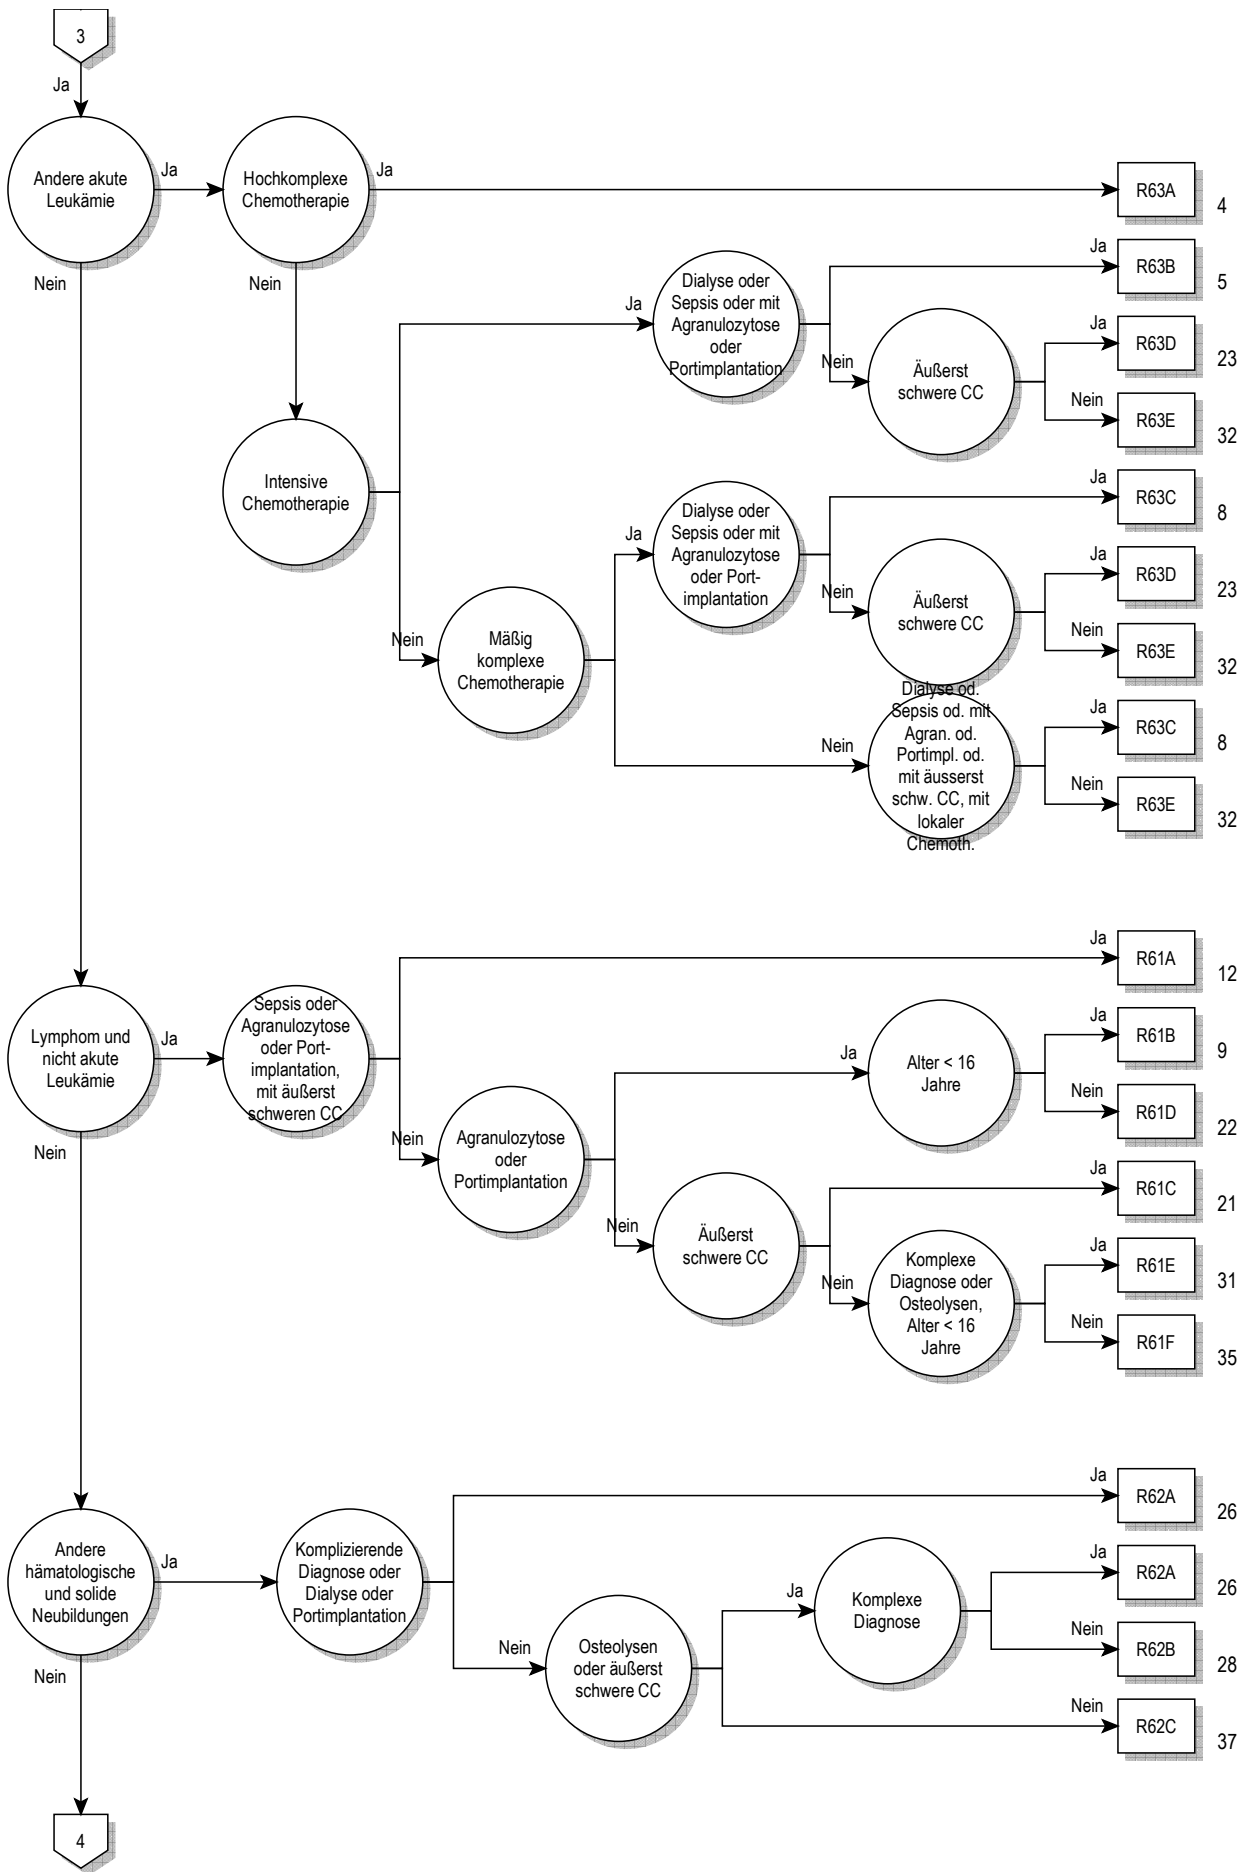 3
Ja
Andere akute
Leukämie
Ja
Hochkomplexe
Chemotherapie
Ja
R63A
4
Nein
Nein
Ja
Dialyse oder
Sepsis oder mit
Agranulozytose
oder
Portimplantation
Ja
R63B
5
Nein
Äußerst
schwere CC
Ja
R63D
23
Nein
R63E
32
Intensive
Chemotherapie
Nein
Mäßig
komplexe
Chemotherapie
Ja
Dialyse oder
Sepsis oder mit
Agranulozytose
oder Port-
implantation
Ja
R63C
8
Nein
Äußerst
schwere CC
Ja
R63D
23
Nein
R63E
32
Nein
Dialyse od.
Sepsis od. mit
Agran. od.
Portimpl. od.
mit äusserst
schw. CC, mit
lokaler
Chemoth.
Ja
R63C
8
Nein
R63E
32
Lymphom und
nicht akute
Leukämie
Ja
Sepsis oder
Agranulozytose
oder Port-
implantation,
mit äußerst
schweren CC
Ja
R61A
12
Nein
Nein
Agranulozytose
oder
Portimplantation
Ja
Alter < 16
Jahre
Ja
R61B
9
Nein
R61D
22
Nein
Äußerst
schwere CC
Ja
R61C
21
Nein
Komplexe
Diagnose oder
Osteolysen,
Alter < 16
Jahre
Ja
R61E
31
Nein
R61F
35
Andere
hämatologische
und solide
Neubildungen
Ja
Komplizierende
Diagnose oder
Dialyse oder
Portimplantation
Ja
R62A
26
Nein
Nein
Osteolysen
oder äußerst
schwere CC
Ja
Komplexe
Diagnose
Ja
R62A
26
Nein
R62B
28
Nein
R62C
37
4